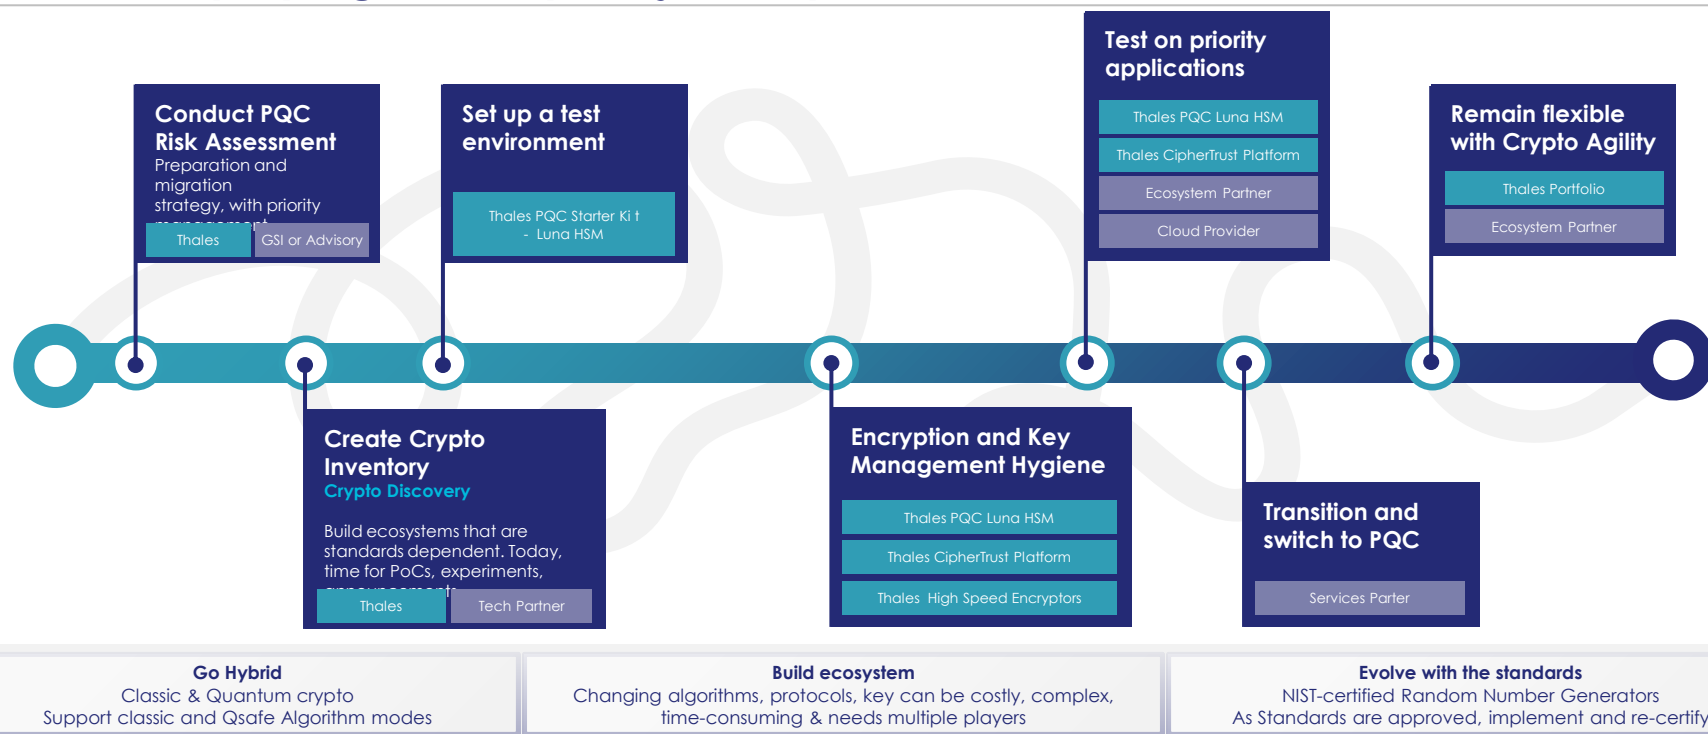 Conduct PQC
Risk Assessment
Preparation and
migration
strategy, with priority
Thales
GSI or Advisory
Create Crypto
Inventory
Crypto Discovery
Build ecosystems that are
standards dependent. Today,
time for PoCs, experiments,
Thales
Tech Partner
Set up a test
environment
Thales PQC Starter Ki t
- Luna HSM
Encryption and Key
Management Hygiene
Thales PQC Luna HSM
Thales CipherTrust Platform
Thales High Speed Encryptors
Test on priority
applications
Thales PQC Luna HSM
Thales CipherTrust Platform
Ecosystem Partner
Cloud Provider
Transition and
switch to PQC
Services Parter
Remain flexible
with Crypto Agility
Thales Portfolio
Ecosystem Partner
Go Hybrid
Classic & Quantum crypto
Support classic and Qsafe Algorithm modes
Build ecosystem
Changing algorithms, protocols, key can be costly, complex,
time-consuming & needs multiple players
Evolve with the standards
NIST-certified Random Number Generators
As Standards are approved, implement and re-certify